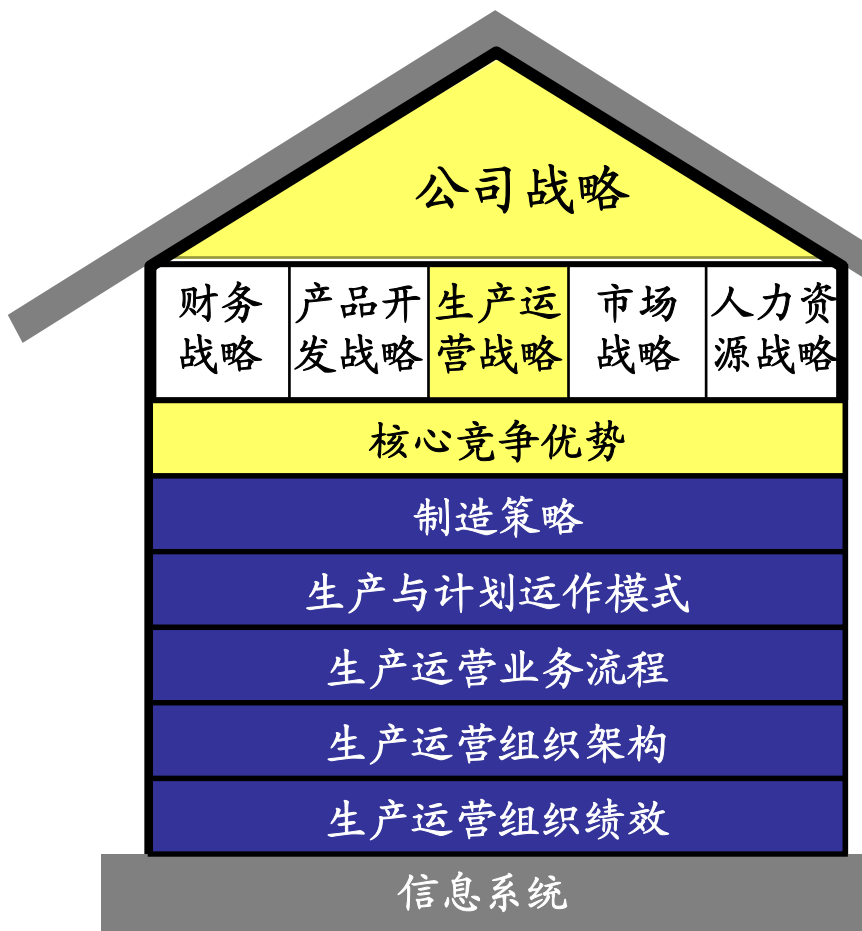 公司战略
财务
战略
产品开
发战略
生产运
营战略
市场
战略
人力资
源战略
核心竞争优势
制造策略
生产与计划运作模式
生产运营业务流程
生产运营组织架构
生产运营组织绩效
信息系统